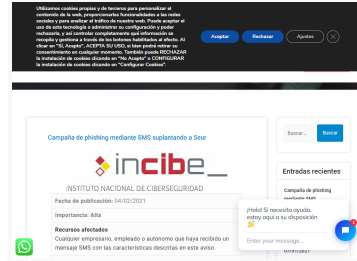 Utilizamos cookies propias y de terceros para personalizar el
contenido de la web, proporcionarles funcionalidades a las redes
sociales y para analizar el tráfico de nuestra web. Puede aceptar el
uso de esta tecnología o administrar su configuración y poder
rechazarla, y así controlar completamente qué información se
recopila y gestiona a través de los botones habilitados al efecto. Al
clicar en "Sí, Acepto", ACEPTA SU USO, si bien podrá retirar su
consentimiento en cualquier momento. También puede RECHAZAR
la instalación de cookies clicando en "No Acepto" o CONFIGURAR
la instalación de cookies clicando en "Configurar Cookies".
Aceptar
Rechazar
Ajustes
Campaña de phishing mediante SMS suplantando a Seur
incibe_
INSTITUTO NACIONAL DE CIBERSEGURIDAD
Fecha de publicación: 04/02/2021
Importancia: Alta
Recursos afectados
Cualquier empresario, empleado o autónomo que haya recibido un
mensaje SMS con las características descritas en este aviso.
Buscar ...
Buscar
Entradas recientes
Campaña de phishing
mediante SMS
¡Hola! Si necesita ayuda,
estoy aquí a su disposición
Enter your message...